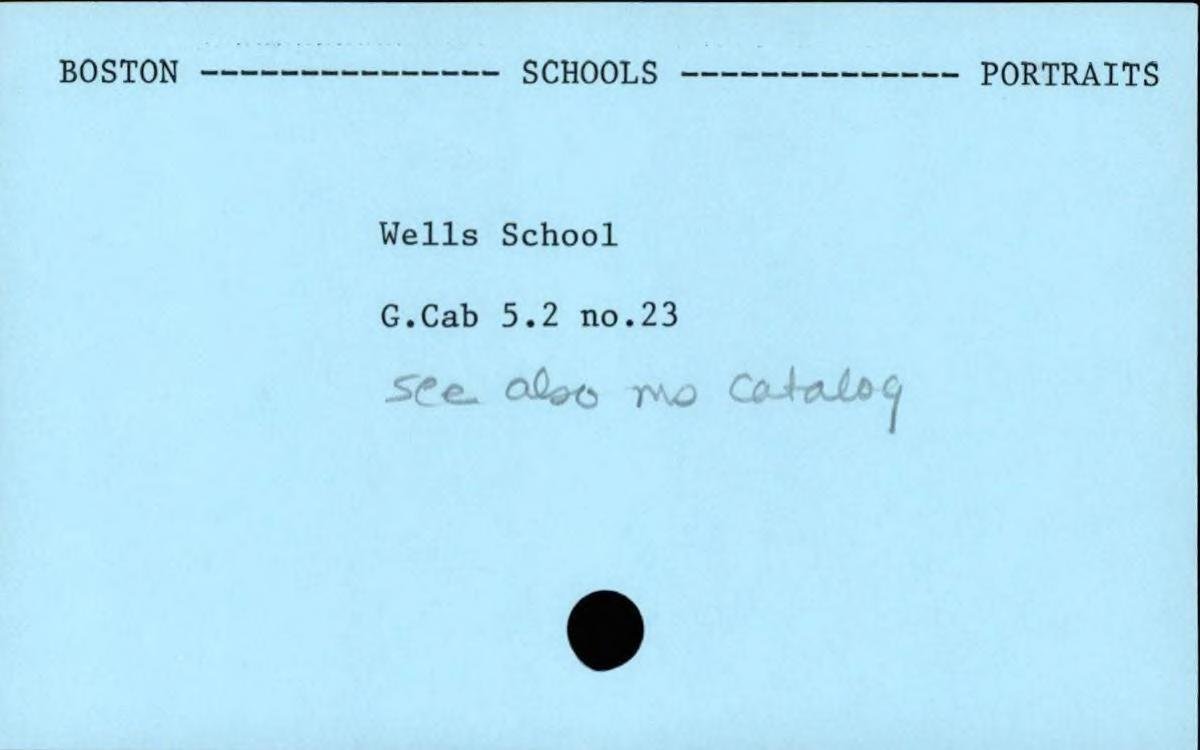 BOSTON --------------- SCHOOLS -------------- PORTRAITS
Wells School
G.Cab 5.2 no.23
see also ms catalog